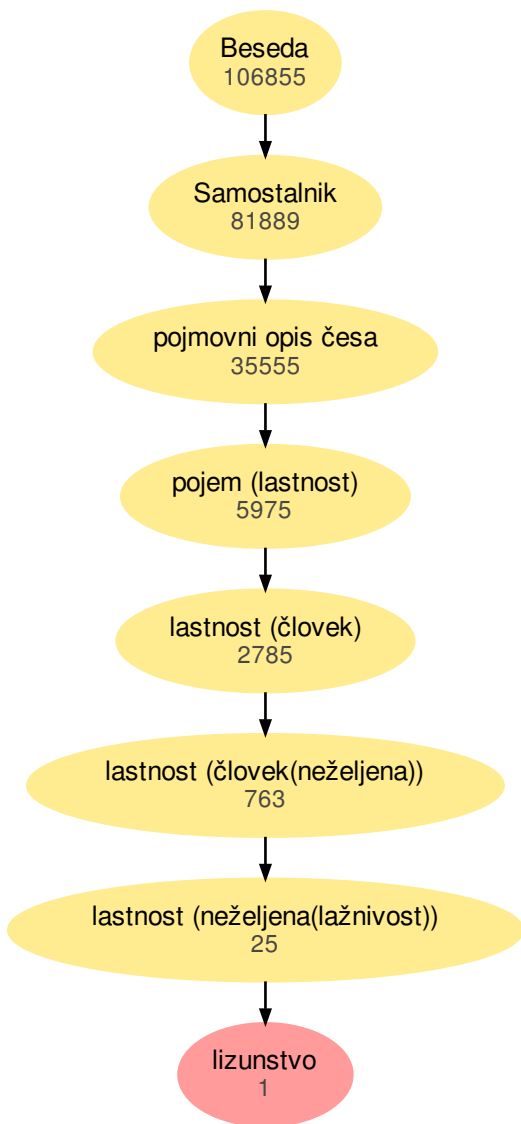 Beseda
106855
Samostalnik
81889
pojmovni opis česa
35555
pojem (lastnost)
5975
lastnost (človek)
2785
lastnost (človek(neželjena))
763
lastnost (neželjena(lažnivost))
25
lizunstvo
1